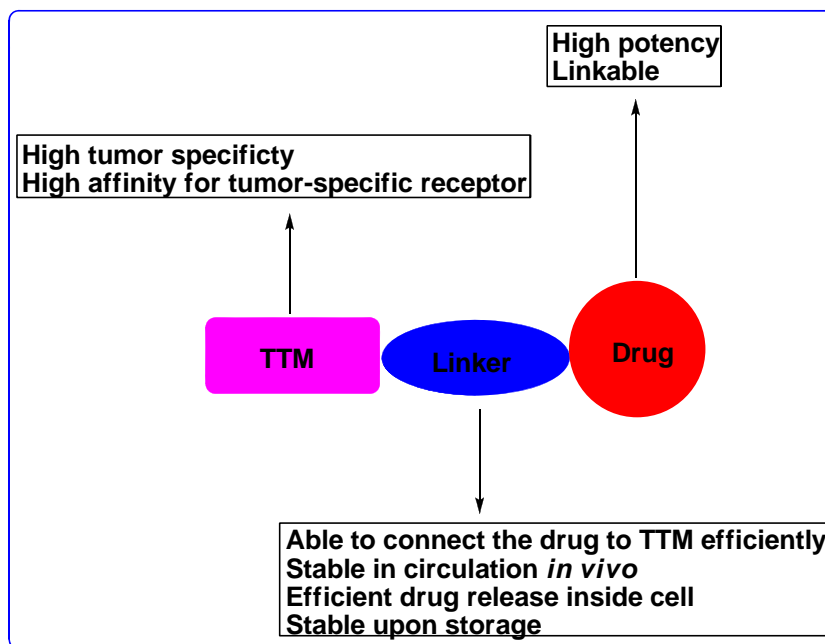 High potency
Linkable
High tumor specificty
High affinity for tumor-specific receptor
TTM
Linker
Drug
Able to connect the drug to TTM efficiently
Stable in circulation in vivo
Efficient drug release inside cell
Stable upon storage